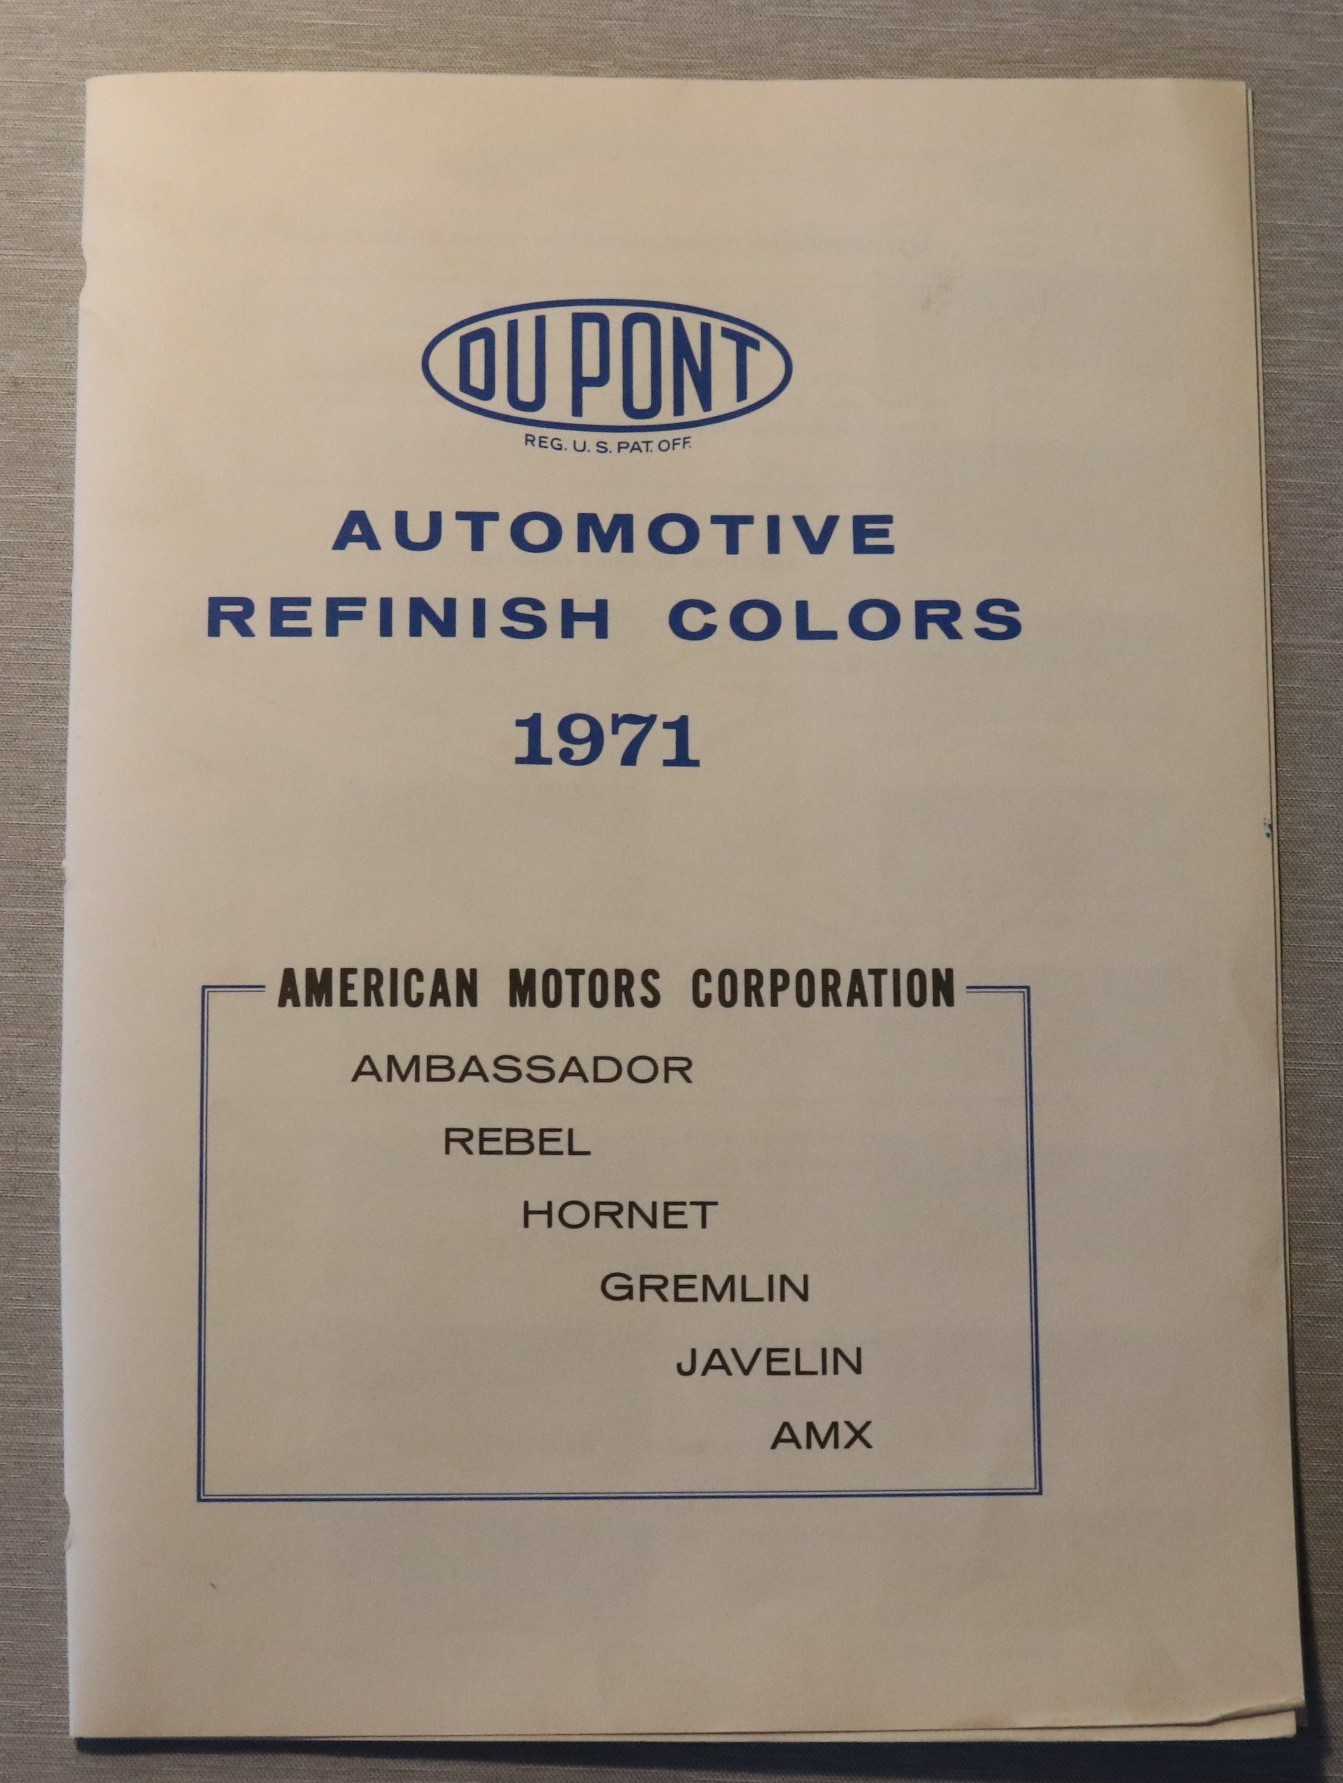 DU PONT
REG. U. S. PAT. OFF.
AUTOMOTIVE
REFINISH COLORS
1971
AMERICAN MOTORS CORPORATION
AMBASSADOR
REBEL
HORNET
GREMLIN
JAVELIN
AMX